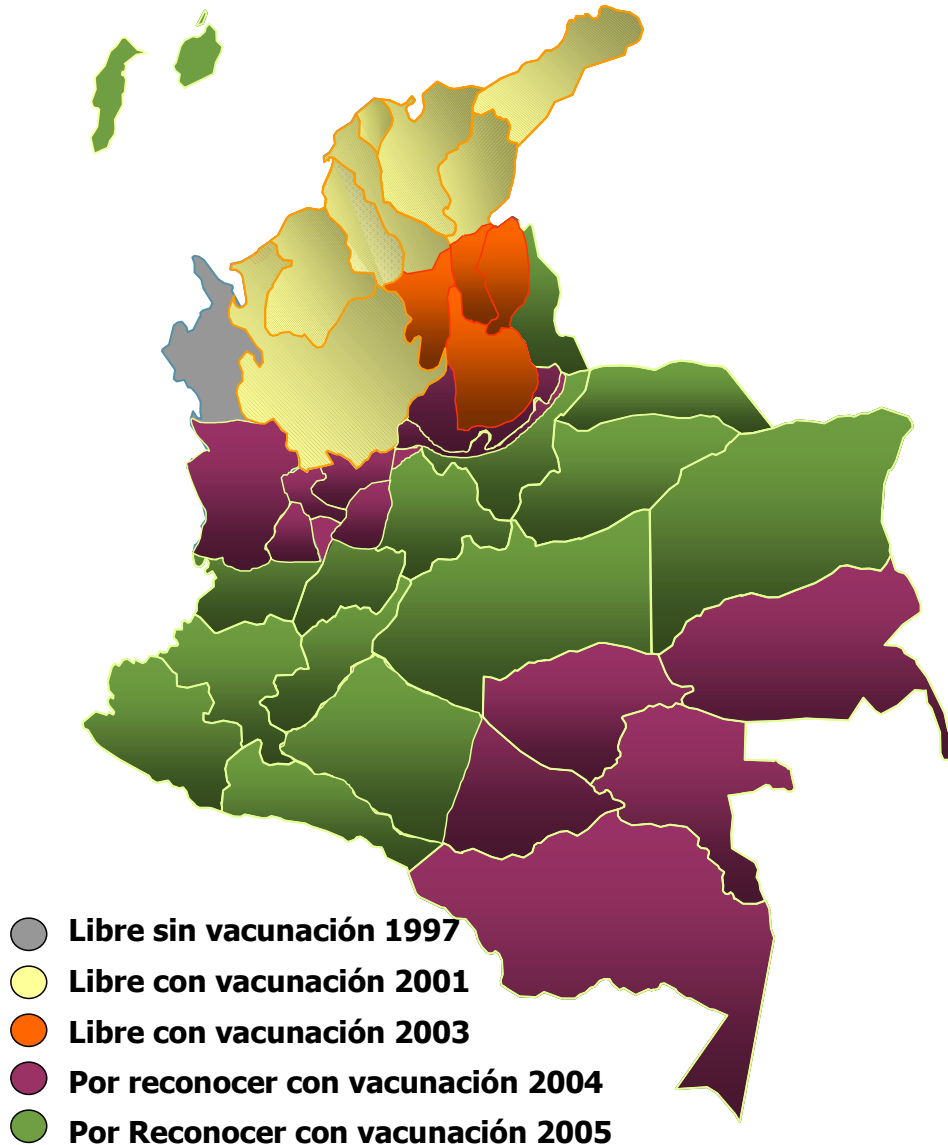 Libre sin vacunación 1997
Libre con vacunación 2001
Libre con vacunación 2003
Por reconocer con vacunación 2004
Por Reconocer con vacunación 2005